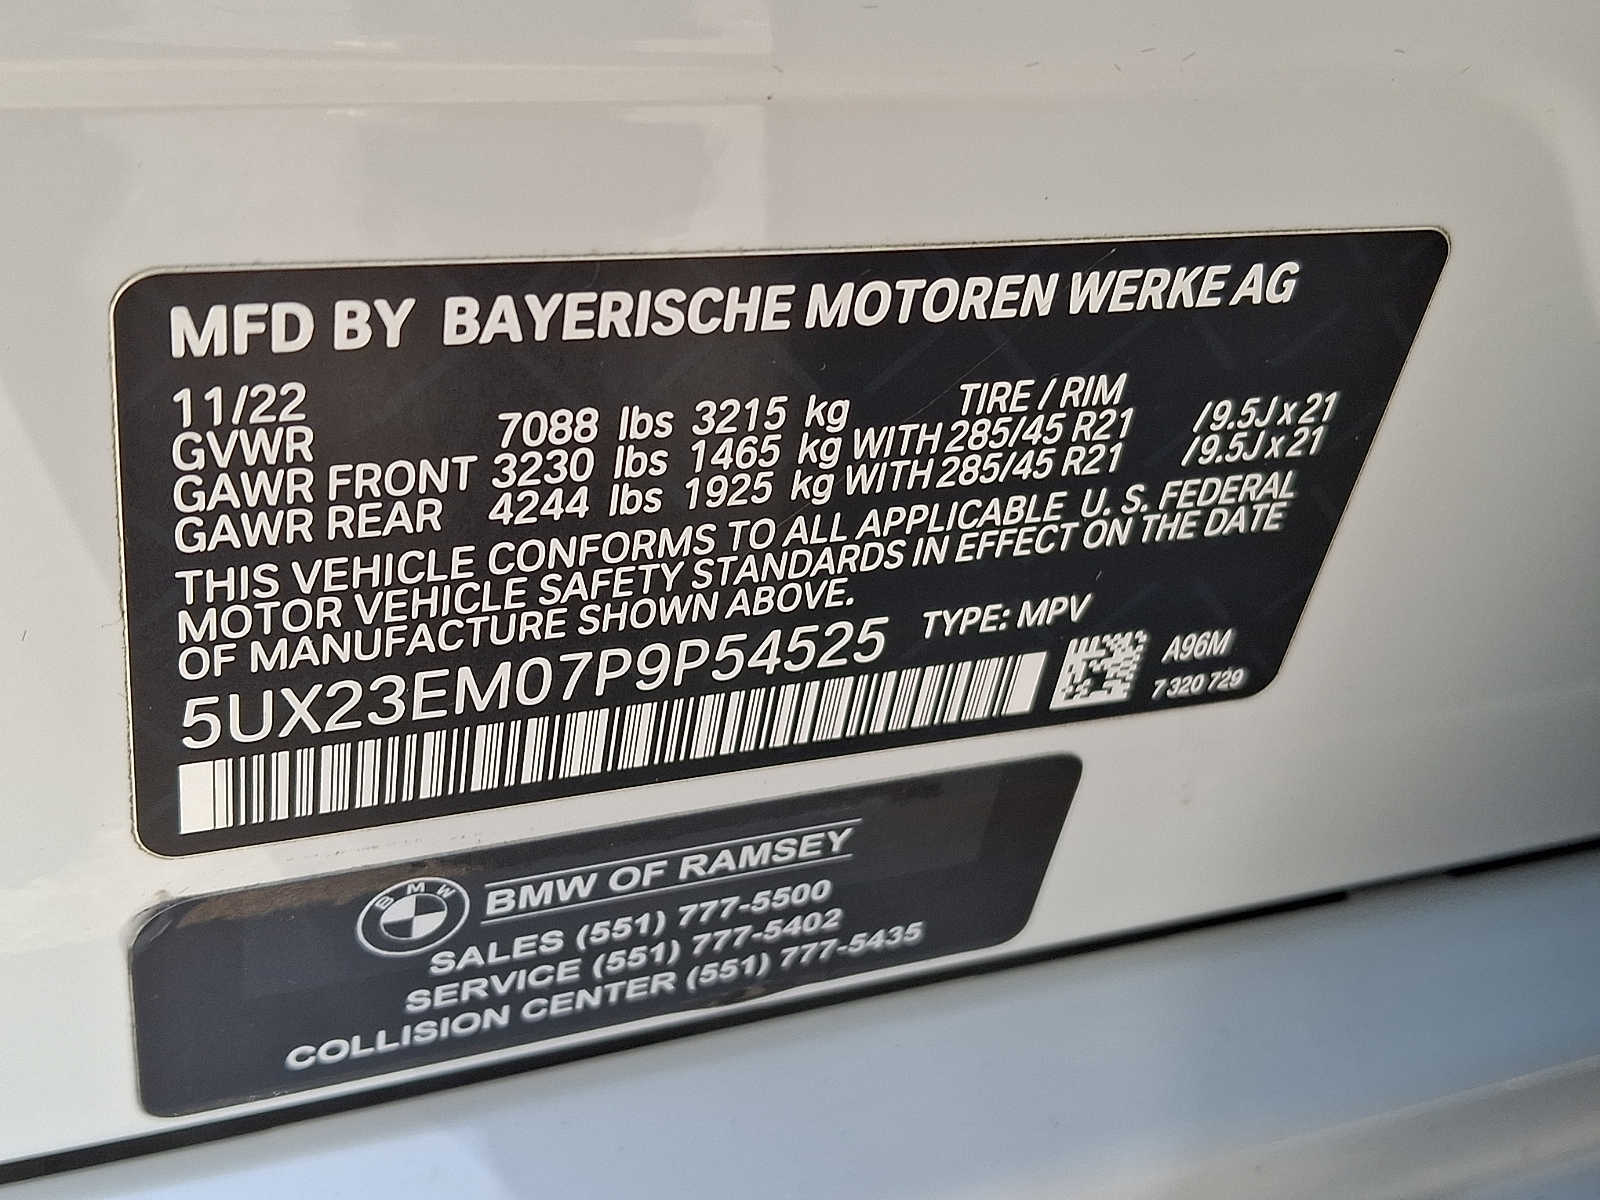 MFD BY BAYERISCHE MOTOREN WERKE AG
11/22
GVWR 7088 lbs 3215 kg TIRE / RIM
GAWR FRONT 3230 lbs 1465 kg WITH 285/45 R21 /9.5J x 21
GAWR REAR 4244 lbs 1925 kg WITH 285/45 R21 /9.5J x 21
THIS VEHICLE CONFORMS TO ALL APPLICABLE U. S. FEDERAL
MOTOR VEHICLE SAFETY STANDARDS IN EFFECT ON THE DATE
OF MANUFACTURE SHOWN ABOVE.
5UX23EM07P9P54525 TYPE: MPV
A96M
7 320 729
BMW
BMW OF RAMSEY
SALES (551) 777-5500
SERVICE (551) 777-5402
COLLISION CENTER (551) 777-5435